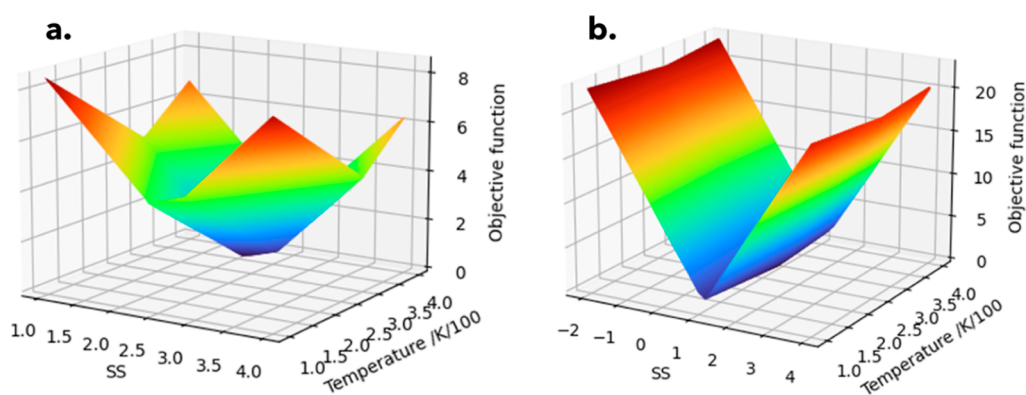 a.
8
6
4
2
0
Objective function
1.0 1.5 2.0 2.5 3.0 3.5 4.0
SS
1.0 1.5 2.0 2.5 3.0 3.5 4.0
Temperature /K/100
b.
20
15
10
5
0
Objective function
−2 −1 0 1 2 3 4
SS
1.0 1.5 2.0 2.5 3.0 3.5 4.0
Temperature /K/100